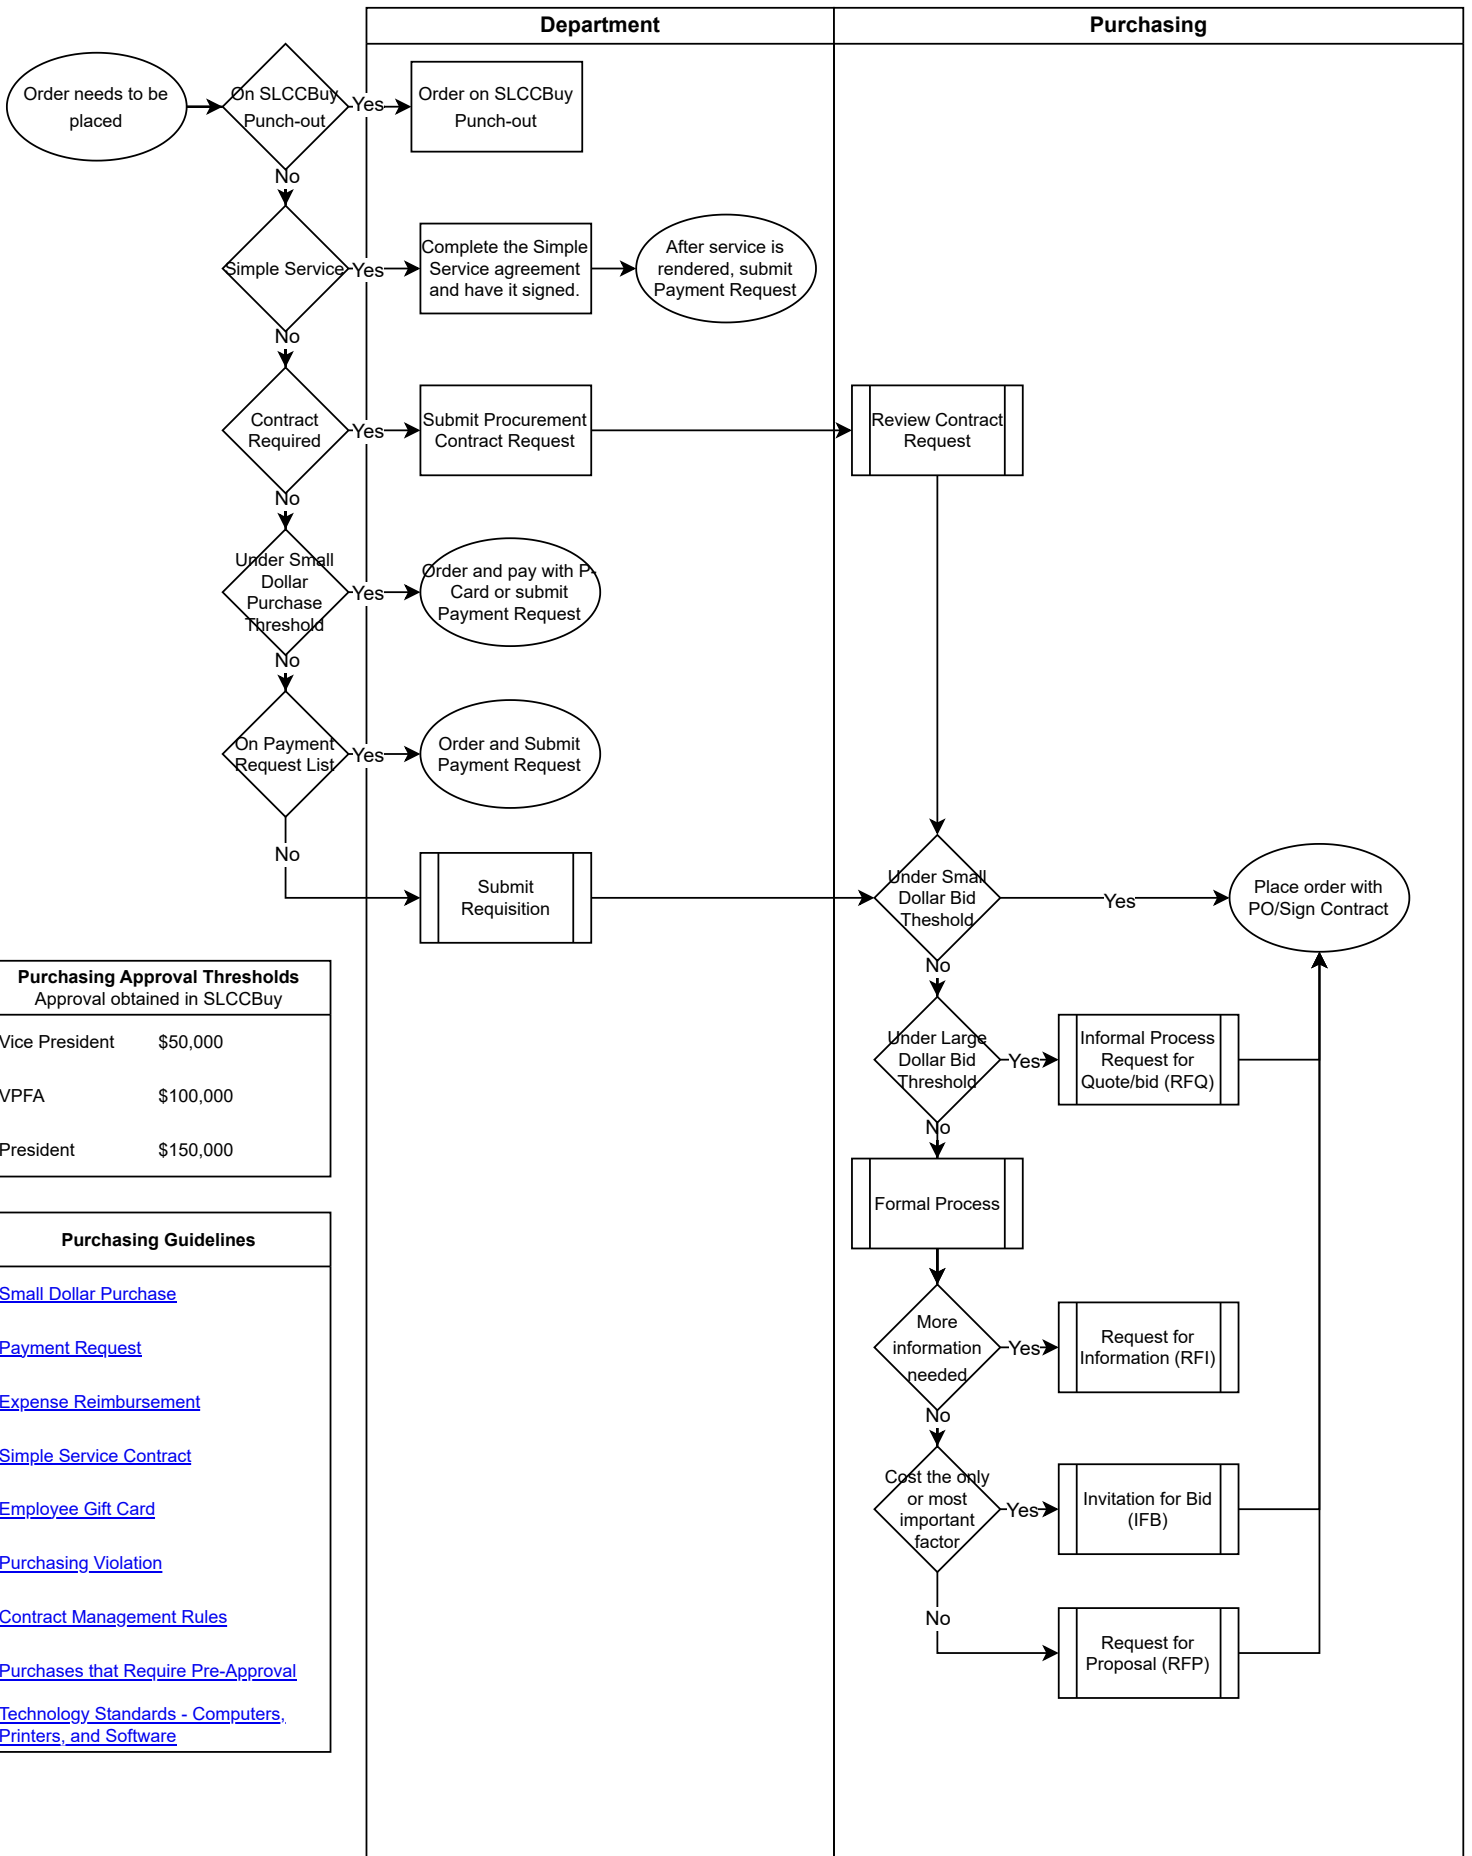 Department
Purchasing
Order needs to be
placed
On SLCCBuy
Punch-out
Yes
Order on SLCCBuy
Punch-out
No
Simple Service
Yes
Complete the Simple
Service agreement
and have it signed.
After service is
rendered, submit
Payment Request
No
Contract
Required
Yes
Submit Procurement
Contract Request
Review Contract
Request
No
Under Small
Dollar
Purchase
Threshold
Yes
Order and pay with P-
Card or submit
Payment Request
No
On Payment
Request List
Yes
Order and Submit
Payment Request
No
Submit
Requisition
Under Small
Dollar Bid
Theshold
Yes
Place order with
PO/Sign Contract
No
Under Large
Dollar Bid
Threshold
Yes
Informal Process
Request for
Quote/bid (RFQ)
No
Formal Process
More
information
needed
Yes
Request for
Information (RFI)
No
Cost the only
or most
important
factor
Yes
Invitation for Bid
(IFB)
No
Request for
Proposal (RFP)
Purchasing Approval Thresholds
Approval obtained in SLCCBuy
Vice President $50,000
VPFA $100,000
President $150,000
Purchasing Guidelines
Small Dollar Purchase
Payment Request
Expense Reimbursement
Simple Service Contract
Employee Gift Card
Purchasing Violation
Contract Management Rules
Purchases that Require Pre-Approval
Technology Standards - Computers,
Printers, and Software